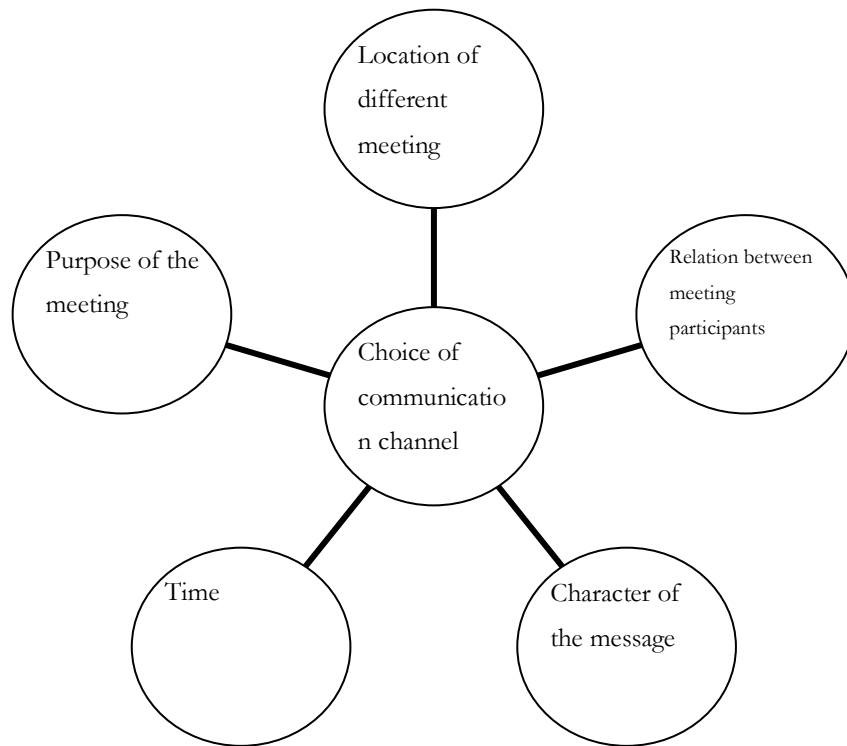 Location of
different
meeting
Purpose of the
meeting
Relation between
meeting
participants
Choice of
communicatio
n channel
Time
Character of
the message